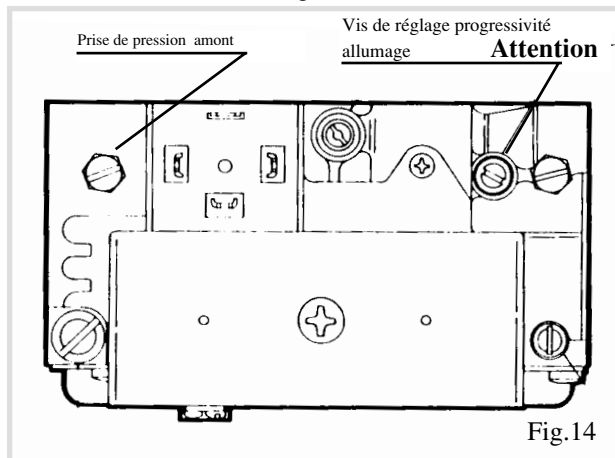 Prise de pression amont
Vis de réglage progressivité
allumage Attention
Fig.14